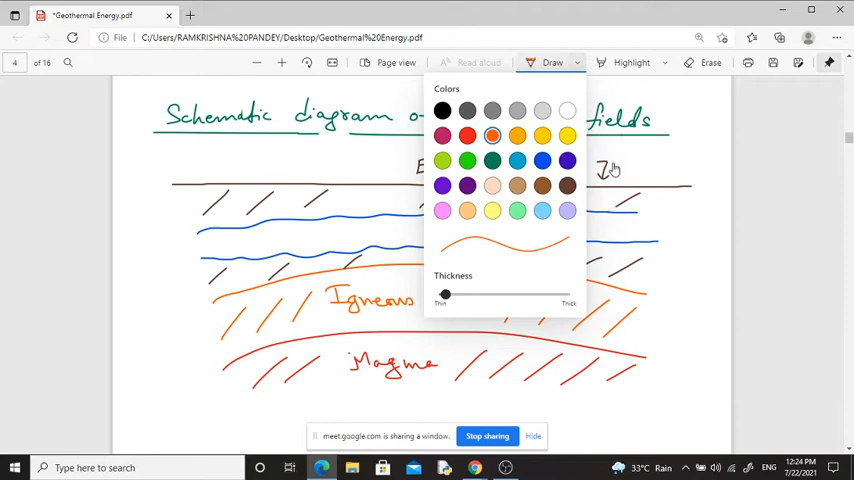 *Geothermal Energy.pdf
File
C:/Users/RAMKRISHNA%20PANDEY/Desktop/Geothermal%20Energy.pdf
4 of 16
Page view
Read aloud
Draw
Highlight
Erase
Colors
Schematic diagram
fields
E
Thickness
Thin
Thick
Igneous
Magma
meet.google.com is sharing a window.
Stop sharing
Hide
Type here to search
33°C Rain
ENG
12:24 PM
7/22/2021